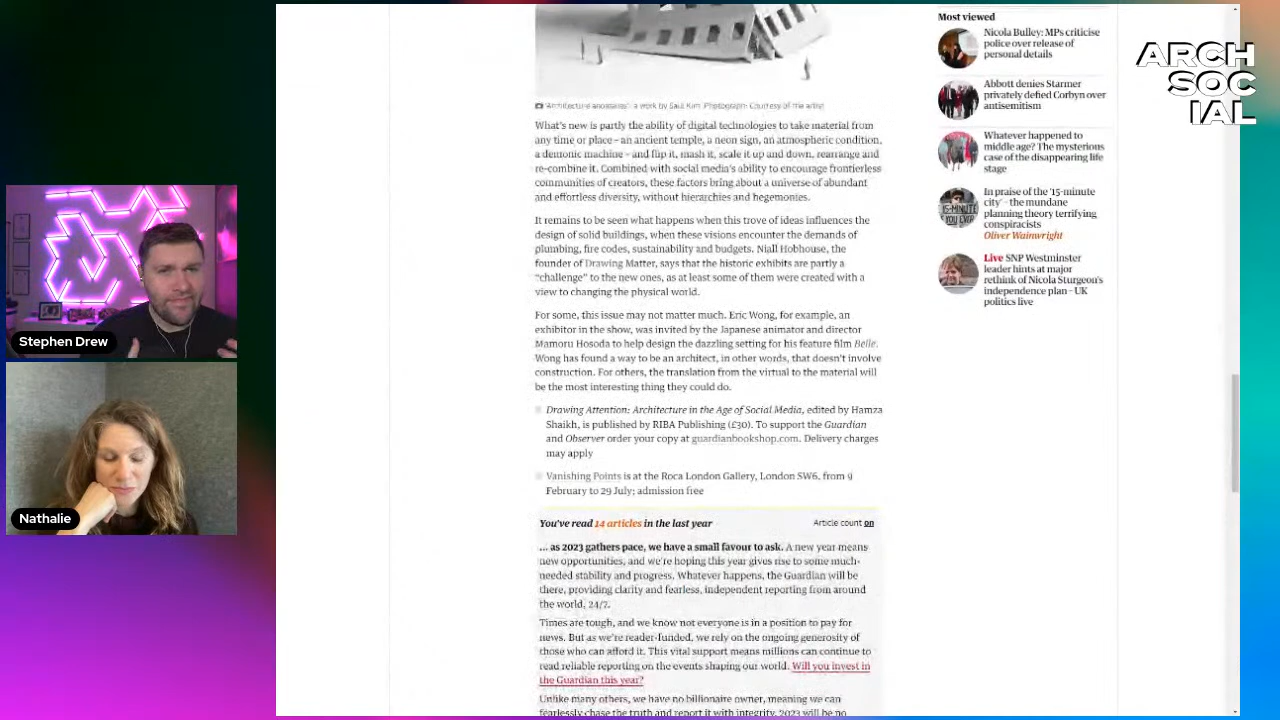 'Architecture anomalies': a work by Saul Kim. Photograph: Courtesy of the artist
What's new is partly the ability of digital technologies to take material from
any time or place – an ancient temple, a neon sign, an atmospheric condition,
a demonic machine – and flip it, mash it, scale it up and down, rearrange and
re-combine it. Combined with social media's ability to encourage frontierless
communities of creators, these factors bring about a universe of abundant
and effortless diversity, without hierarchies and hegemonies.
It remains to be seen what happens when this trove of ideas influences the
design of solid buildings, when these visions encounter the demands of
plumbing, fire codes, sustainability and budgets. Niall Hobhouse, the
founder of Drawing Matter, says that the historic exhibits are partly a
“challenge” to the new ones, as at least some of them were created with a
view to changing the physical world.
For some, this issue may not matter much. Eric Wong, for example, an
exhibitor in the show, was invited by the Japanese animator and director
Mamoru Hosoda to help design the dazzling setting for his feature film Belle.
Wong has found a way to be an architect, in other words, that doesn't involve
construction. For others, the translation from the virtual to the material will
be the most interesting thing they could do.
Drawing Attention: Architecture in the Age of Social Media, edited by Hamza
Shaikh, is published by RIBA Publishing (£30). To support the Guardian
and Observer order your copy at guardianbookshop.com. Delivery charges
may apply
Vanishing Points is at the Roca London Gallery, London SW6, from 9
February to 29 July; admission free
You've read 14 articles in the last year
Article count on
... as 2023 gathers pace, we have a small favour to ask. A new year means
new opportunities, and we're hoping this year gives rise to some much-
needed stability and progress. Whatever happens, the Guardian will be
there, providing clarity and fearless, independent reporting from around
the world, 24/7.
Times are tough, and we know not everyone is in a position to pay for
news. But as we're reader-funded, we rely on the ongoing generosity of
those who can afford it. This vital support means millions can continue to
read reliable reporting on the events shaping our world. Will you invest in
the Guardian this year?
Unlike many others, we have no billionaire owner, meaning we can
fearlessly chase the truth and report it with integrity. 2023 will be no
Most viewed
Nicola Bulley: MPs criticise
police over release of
personal details
Abbott denies Starmer
privately defied Corbyn over
antisemitism
Whatever happened to
middle age? The mysterious
case of the disappearing life
stage
In praise of the '15-minute
city' – the mundane
planning theory terrifying
conspiracists
Oliver Wainwright
Live SNP Westminster
leader hints at major
rethink of Nicola Sturgeon's
independence plan – UK
politics live
ARCH
SOC
IAL
Stephen Drew
Nathalie